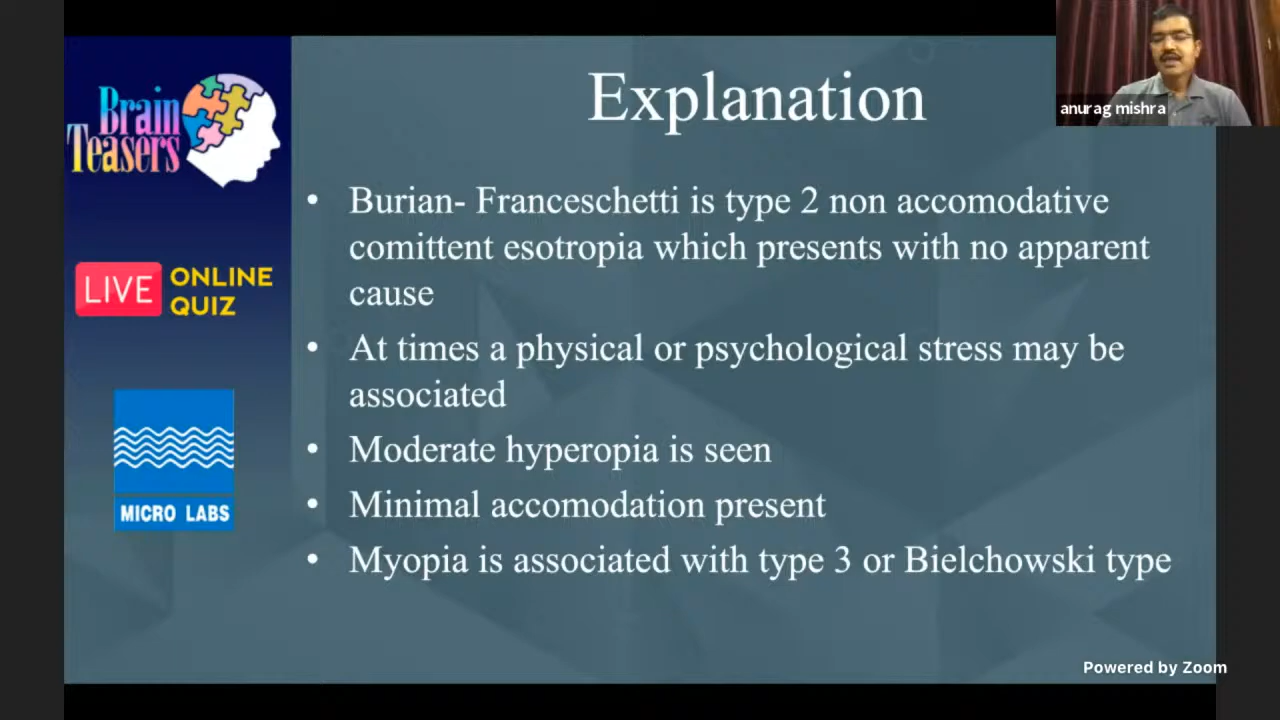 Explanation
anurag mishra
Brain
Teasers
LIVE ONLINE
QUIZ
MICRO LABS
• Burian- Franceschetti is type 2 non accomodative
comittent esotropia which presents with no apparent
cause
• At times a physical or psychological stress may be
associated
• Moderate hyperopia is seen
• Minimal accomodation present
• Myopia is associated with type 3 or Bielchowski type
Powered by Zoom